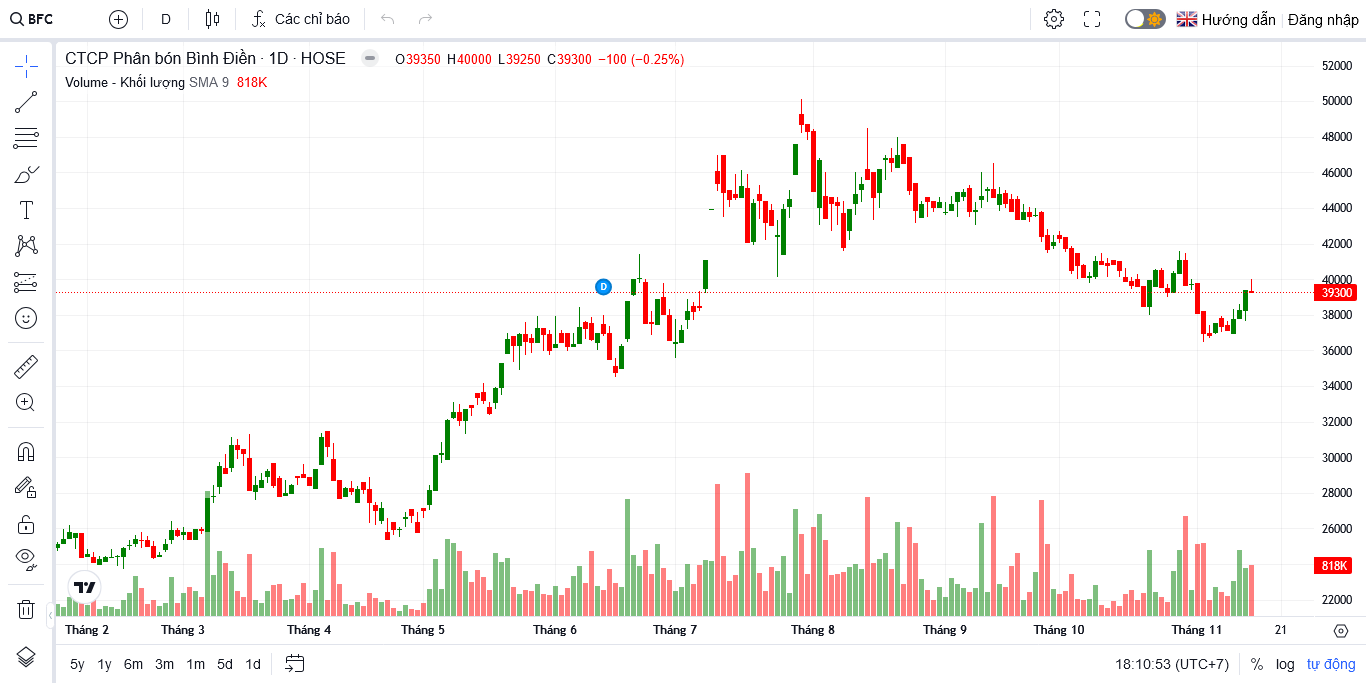 BFC D Các chỉ báo Hướng dẫn Đăng nhập
CTCP Phân bón Bình Điền · 1D · HOSE O39350 H40000 L39250 C39300 −100 (−0.25%)
Volume - Khối lượng SMA 9 818K
52000
50000
48000
46000
44000
42000
40000
39300
38000
36000
34000
32000
30000
28000
26000
818K
22000
D
Tháng 2 Tháng 3 Tháng 4 Tháng 5 Tháng 6 Tháng 7 Tháng 8 Tháng 9 Tháng 10 Tháng 11 21
5y 1y 6m 3m 1m 5d 1d 18:10:53 (UTC+7) % log tự động